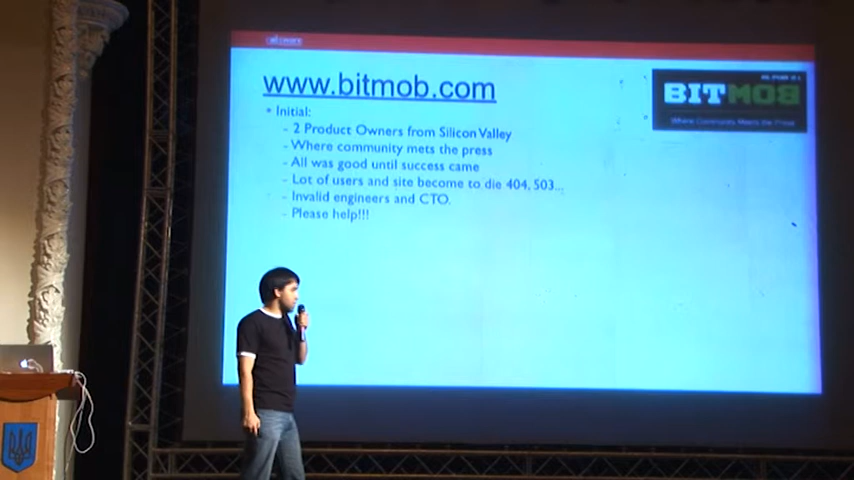 www.bitmob.com
BITMOB
• Initial:
– 2 Product Owners from Silicon Valley
– Where community mets the press
– All was good until success came
– Lot of users and site become to die 404, 503...
– Invalid engineers and CTO.
– Please help!!!
Where Community Meets the Press